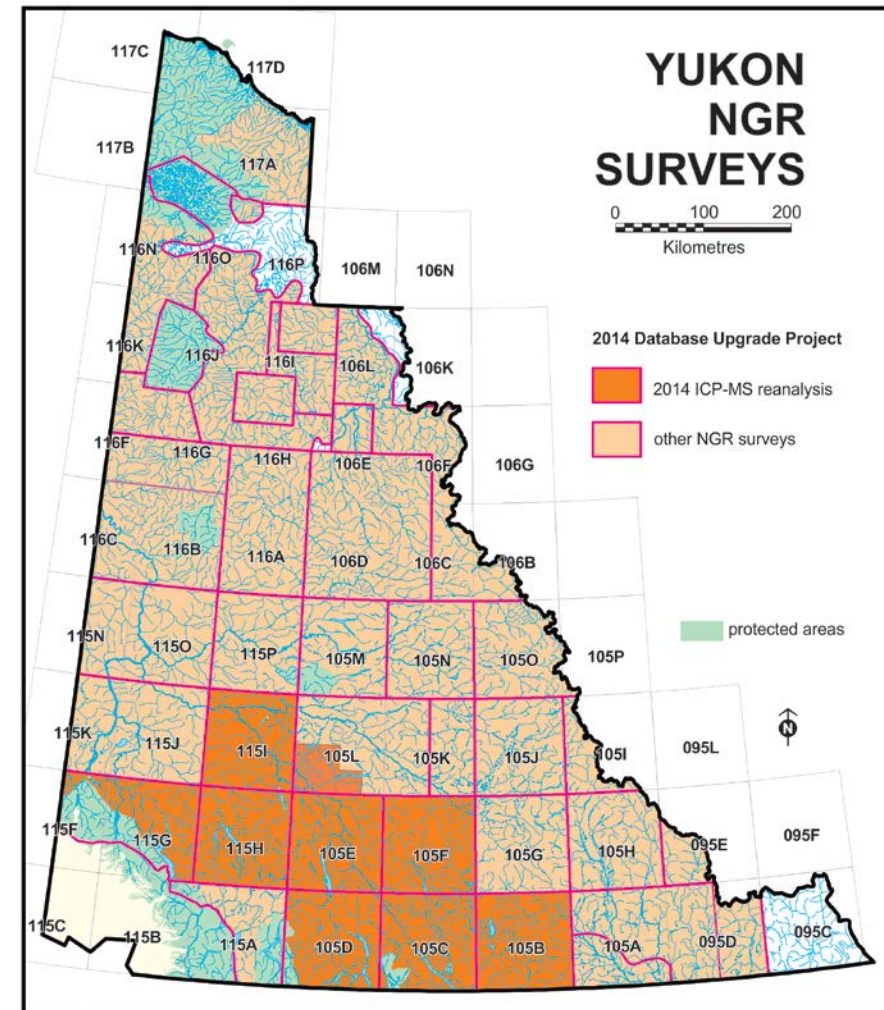 YUKON
NGR
SURVEYS
0 100 200
Kilometres
2014 Database Upgrade Project
2014 ICP-MS reanalysis
other NGR surveys
protected areas
N
117C
117D
117B
117A
116N
116O
116P
106M
106N
116K
116J
116I
106L
106K
116F
116G
116H
106E
106F
106G
116C
116B
116A
106D
106C
106B
115N
115O
115P
105M
105N
105O
105P
115K
115J
115I
105L
105K
105J
105I
095L
115F
115G
115H
105E
105F
105G
105H
095E
095F
115C
115B
115A
105D
105C
105B
105A
095D
095C